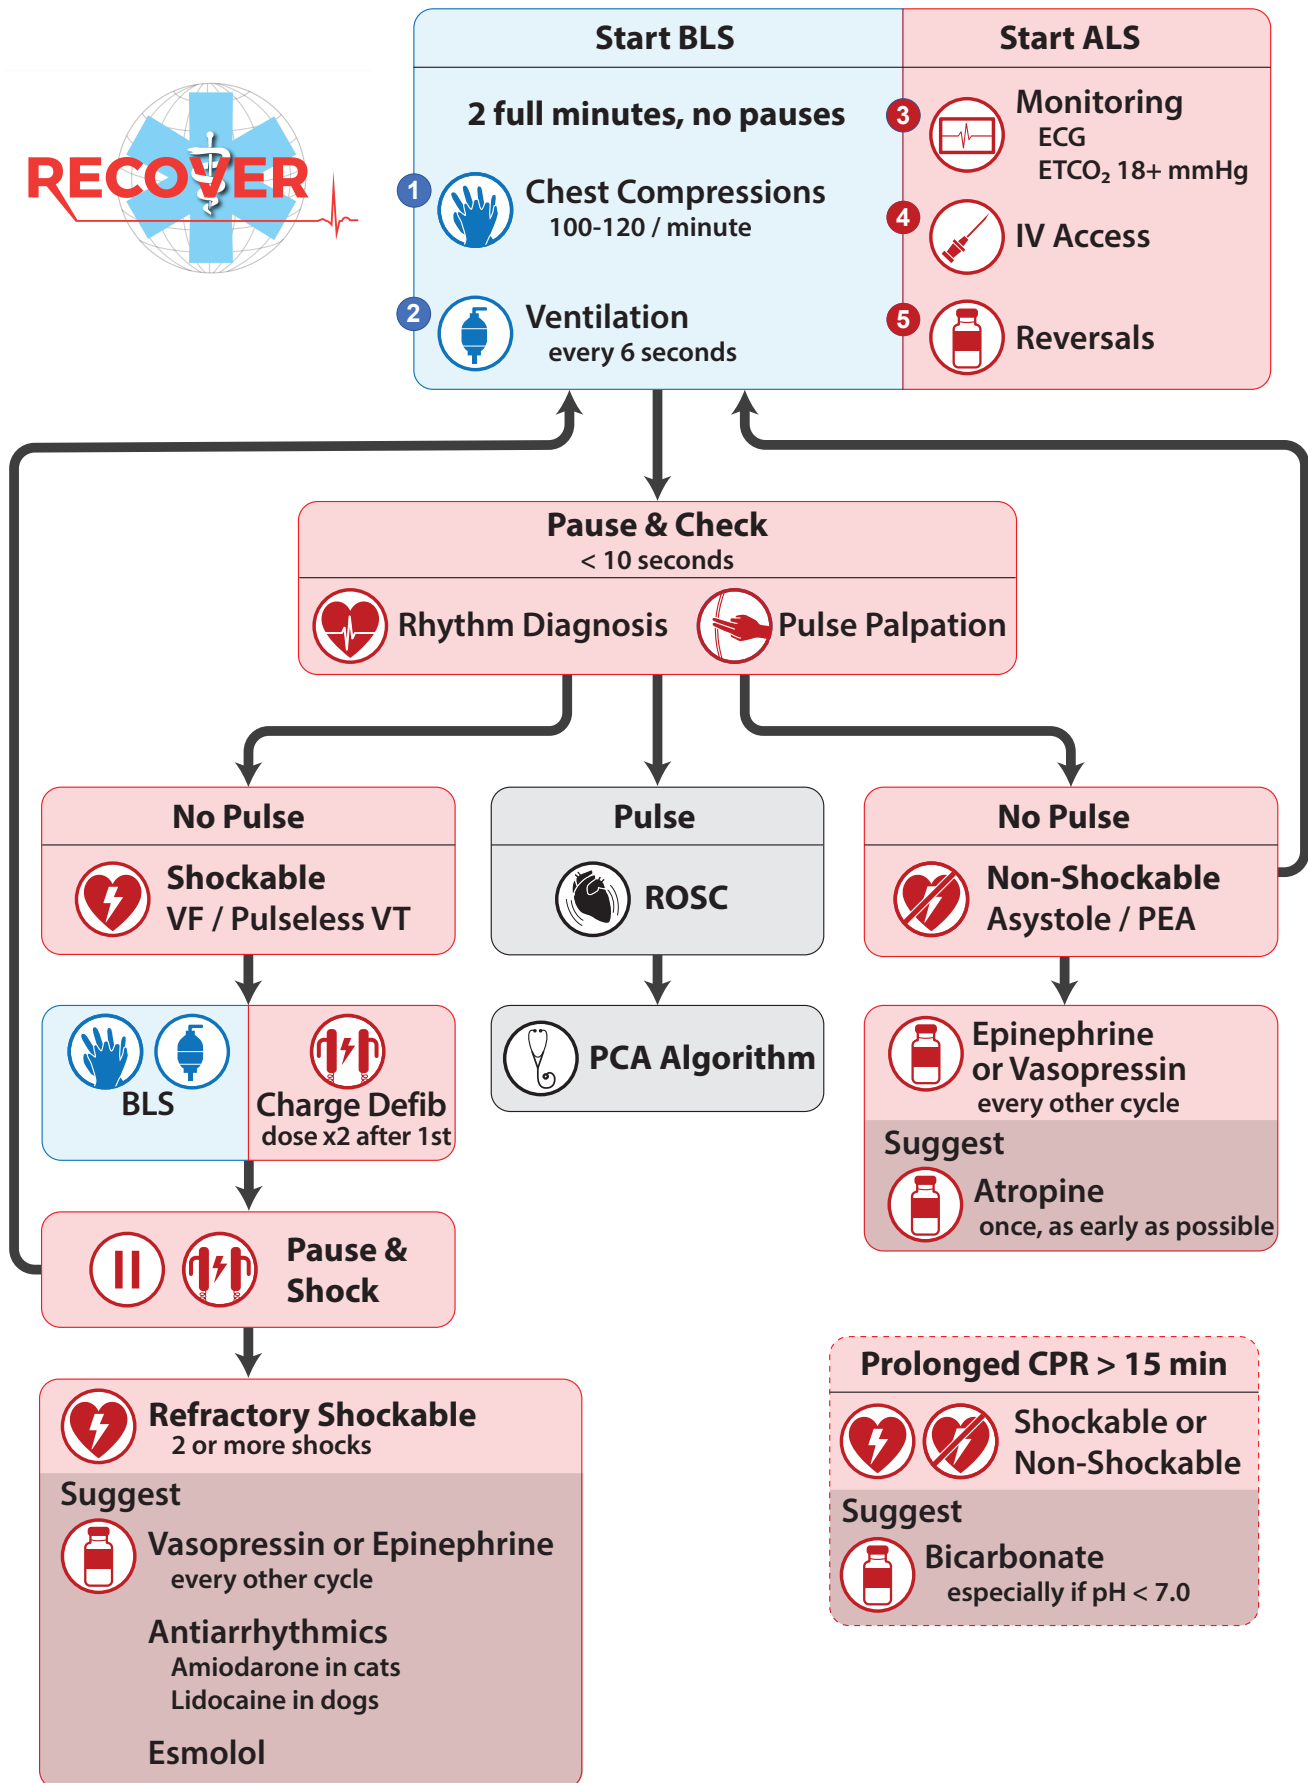 RECOVER
Start BLS
2 full minutes, no pauses
1
Chest Compressions
100-120 / minute
2
Ventilation
every 6 seconds
Start ALS
3
Monitoring
ECG
ETCO₂ 18+ mmHg
4
IV Access
5
Reversals
Pause & Check
< 10 seconds
Rhythm Diagnosis
Pulse Palpation
No Pulse
Shockable
VF / Pulseless VT
BLS
Charge Defib
dose x2 after 1st
Pause &
Shock
Refractory Shockable
2 or more shocks
Suggest
Vasopressin or Epinephrine
every other cycle
Antiarrhythmics
Amiodarone in cats
Lidocaine in dogs
Esmolol
Pulse
ROSC
PCA Algorithm
No Pulse
Non-Shockable
Asystole / PEA
Epinephrine
or Vasopressin
every other cycle
Suggest
Atropine
once, as early as possible
Prolonged CPR > 15 min
Shockable or
Non-Shockable
Suggest
Bicarbonate
especially if pH < 7.0